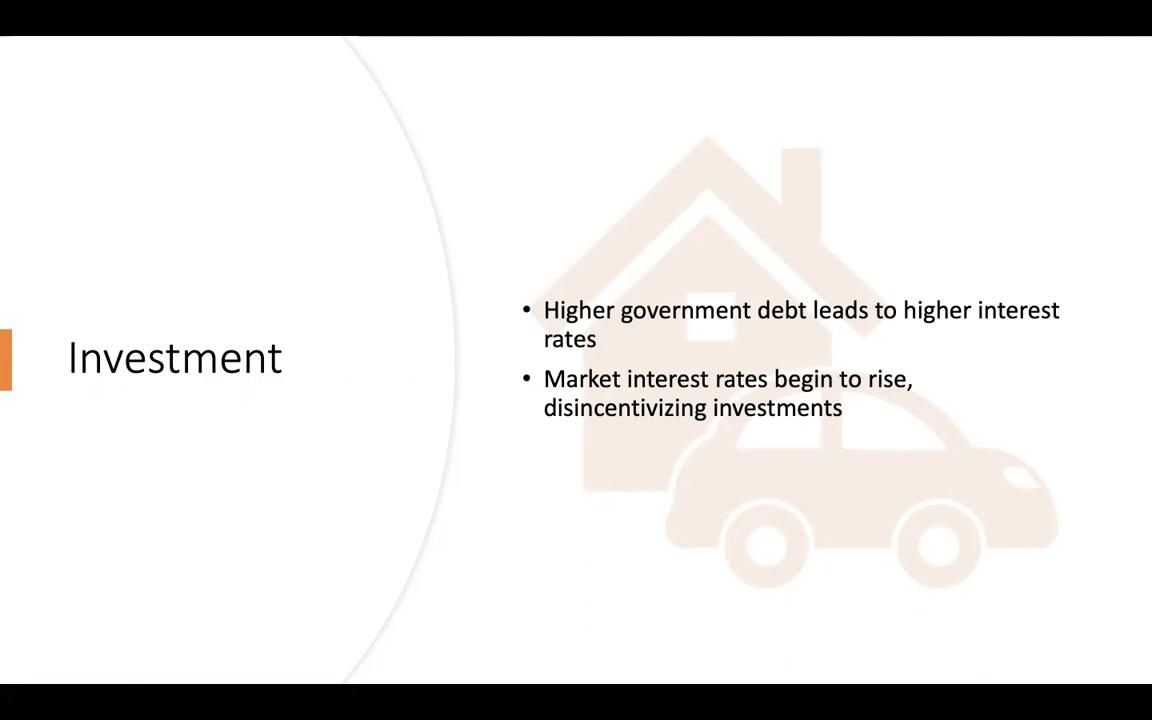 Investment
• Higher government debt leads to higher interest
rates
• Market interest rates begin to rise,
disincentivizing investments